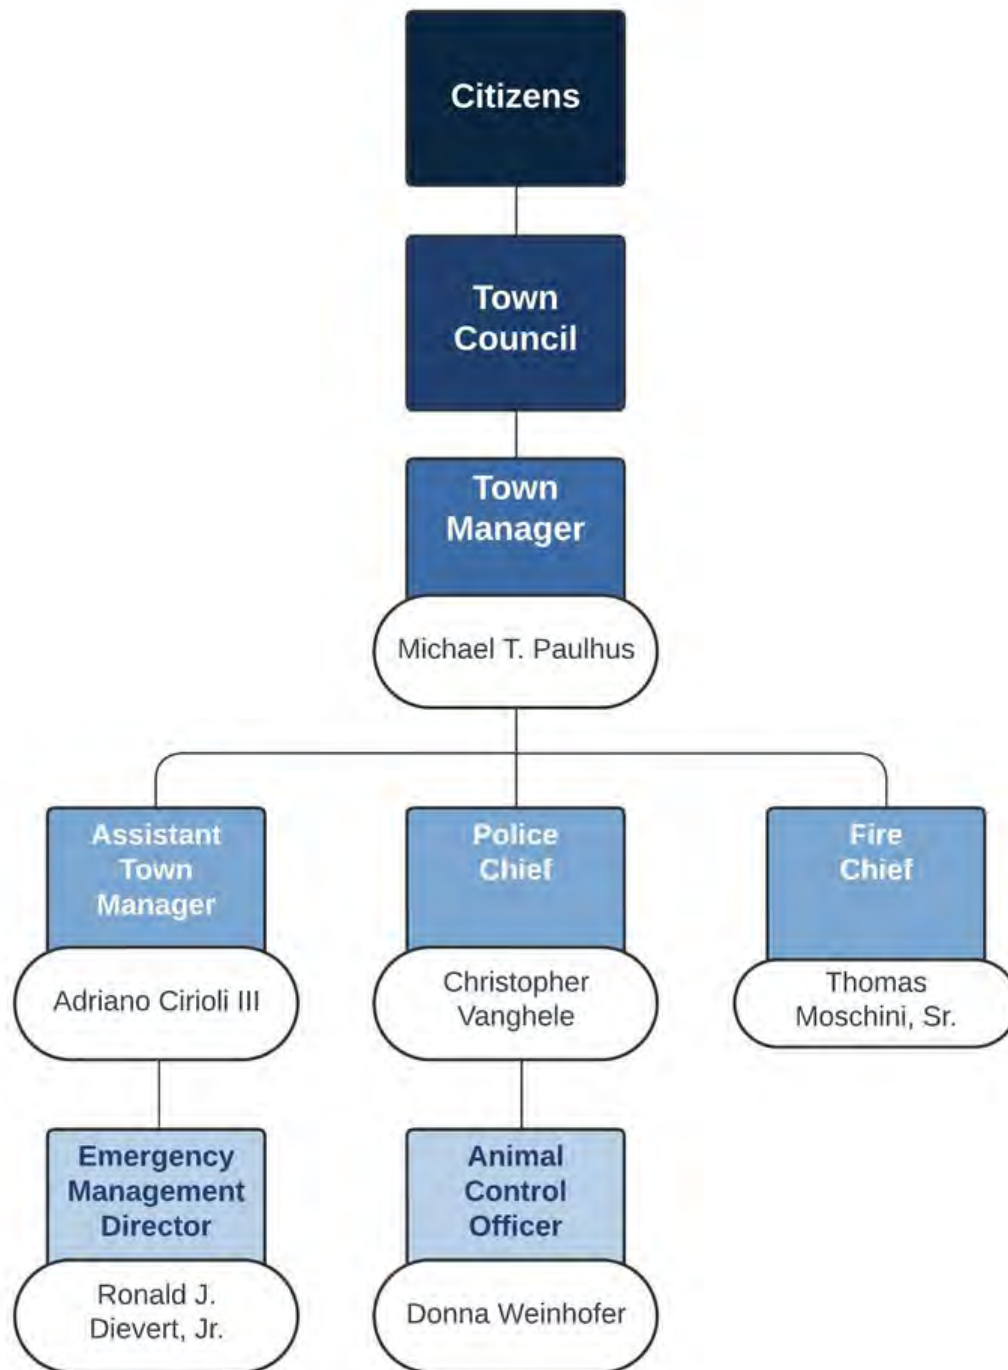 Citizens
Town
Council
Town
Manager
Michael T. Paulhus
Assistant
Town
Manager
Adriano Cirioli III
Police
Chief
Christopher
Vanghele
Fire
Chief
Thomas
Moschini, Sr.
Emergency
Management
Director
Ronald J.
Dievert, Jr.
Animal
Control
Officer
Donna Weinhofer